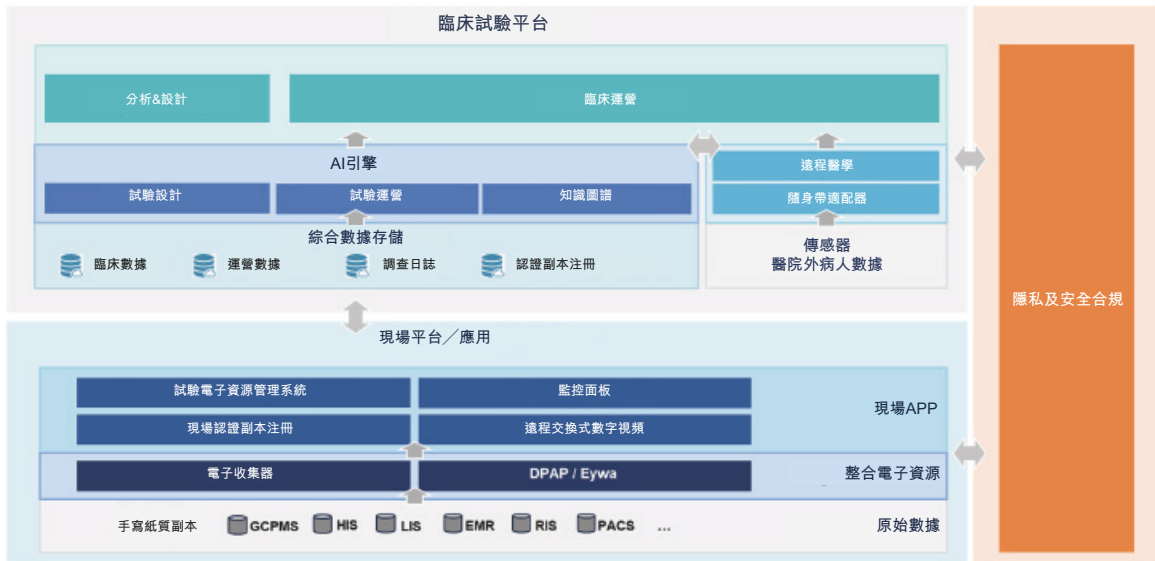 臨床試驗平台
分析&設計
臨床運營
AI引擎
試驗設計
試驗運營
知識圖譜
遠程醫學
隨身帶適配器
綜合數據存儲
臨床數據
運營數據
調查日誌
認證副本注冊
傳感器
醫院外病人數據
隱私及安全合規
現場平台／應用
試驗電子資源管理系統
監控面板
現場認證副本注冊
遠程交換式數字視頻
現場APP
電子收集器
DPAP / Eywa
整合電子資源
手寫紙質副本
GCPMS
HIS
LIS
EMR
RIS
PACS
...
原始數據